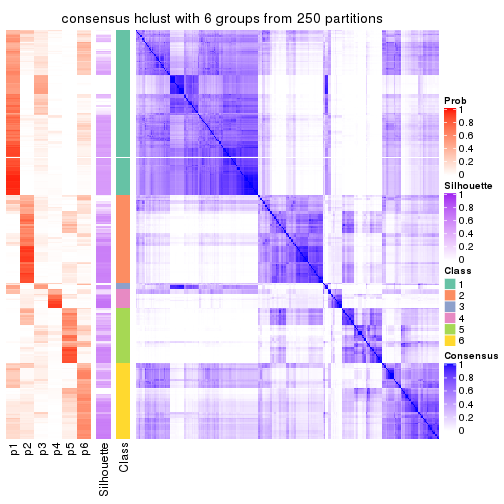 consensus hclust with 6 groups from 250 partitions
Prob
1
0.8
0.6
0.4
0.2
0
Silhouette
1
0.8
0.6
0.4
0.2
0
Class
1
2
3
4
5
6
Consensus
1
0.8
0.6
0.4
0.2
0
p1
p2
p3
p4
p5
p6
Silhouette
Class